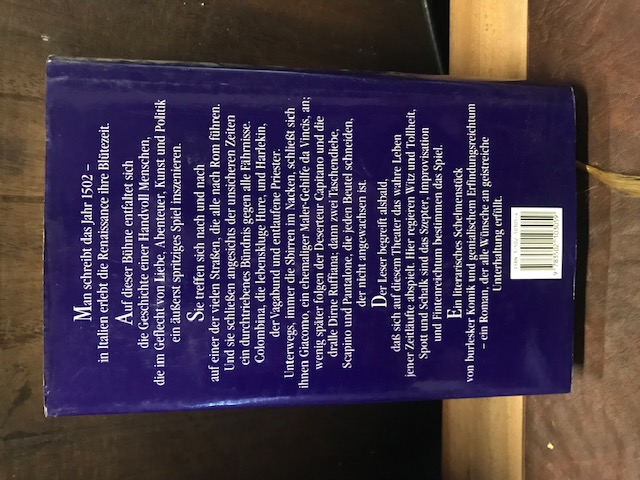 Man schreibt das Jahr 1502 –
in Italien erlebt die Renaissance ihre Blütezeit.
Auf dieser Bühne entfaltet sich
die Geschichte einer Handvoll Menschen,
die im Geflecht von Liebe, Abenteuer, Kunst und Politik
ein äußerst spritziges Spiel inszenieren.
Sie treffen sich nach und nach
auf einer der vielen Straßen, die alle nach Rom führen.
Und sie schließen angesichts der unsicheren Zeiten
ein durchtriebenes Bündnis gegen alle Fährnisse.
Colombina, die lebenskluge Hure, und Harlekin,
der Vagabund und entlaufene Priester.
Unterwegs, immer die Sbirren im Nacken, schließt sich
ihnen Giacomo, ein ehemaliger Maler-Gehilfe da Vincis, an;
wenig später folgen der Deserteur Capitano und die
dralle Dirne Ruffiana; dann zwei Taschendiebe,
Scapino und Pantalone, die jeden Beutel schneiden,
der nicht angewachsen ist.
Der Leser begreift alsbald,
daß sich auf diesem Theater das wahre Leben
jener Zeitläufte abspielt. Hier regieren Witz und Tollheit,
Spott und Schalk sind das Szepter, Improvisation
und Fintenreichtum bestimmen das Spiel.
Ein literarisches Schelmenstück
von burlesker Komik und genialischem Erfindungsreichtum
– ein Roman, der alle Wünsche an geistreiche
Unterhaltung erfüllt.